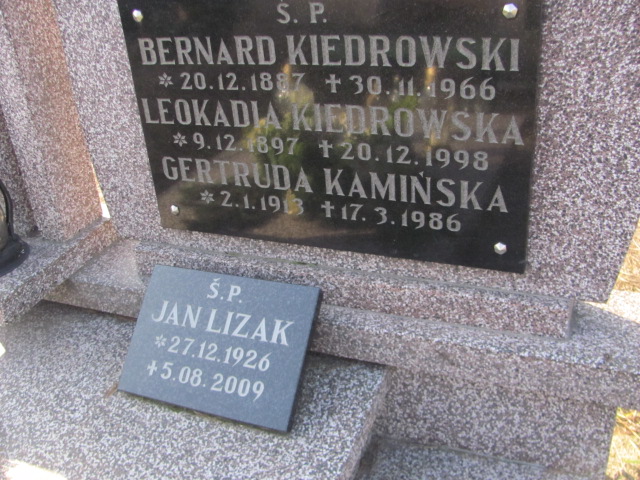 Ś. P.
BERNARD KIEDROWSKI
* 20.12.1887 + 30.11.1966
LEOKADIA KIEDROWSKA
* 9.12.1897 + 20.12.1998
GERTRUDA KAMIŃSKA
* 2.1.1913 + 17.3.1986
Ś.P.
JAN LIZAK
* 27.12.1926
+ 5.08.2009